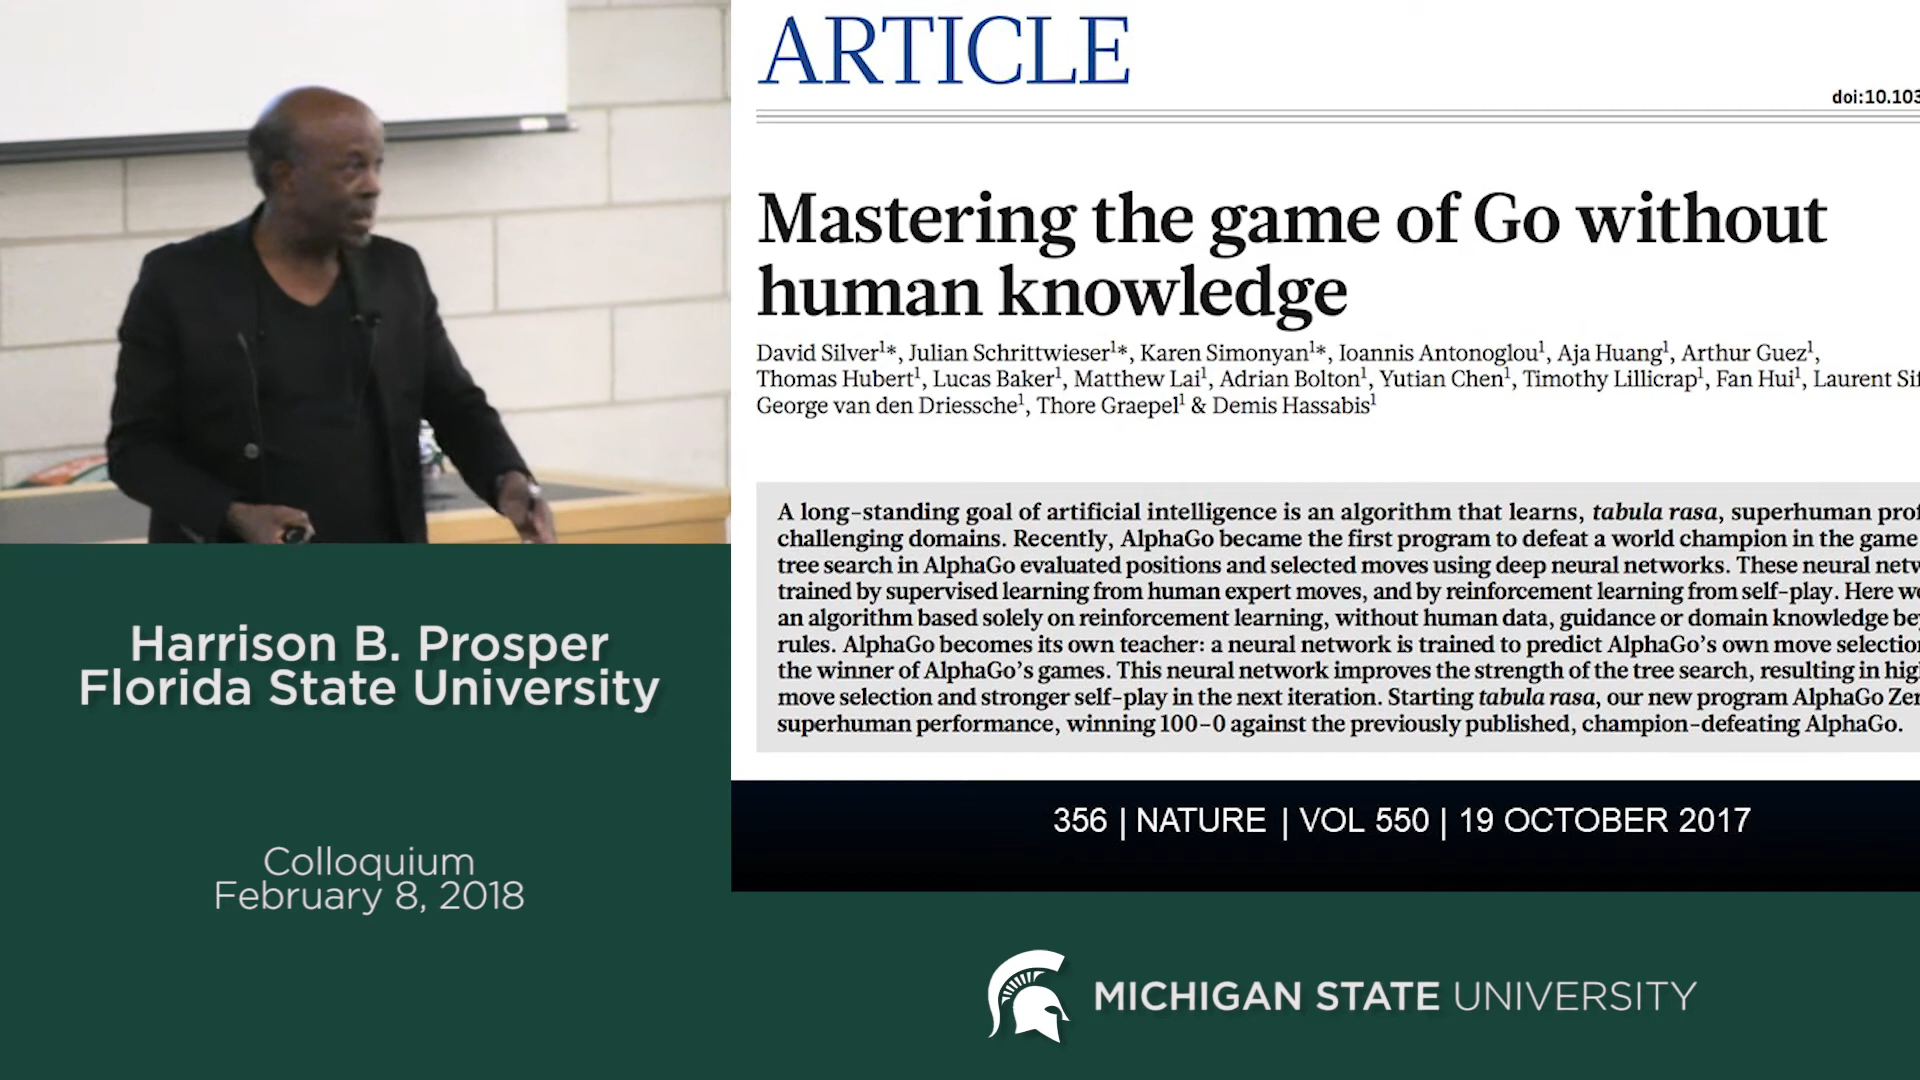 ARTICLE
doi:10.103
Mastering the game of Go without
human knowledge
David Silver1*, Julian Schrittwieser1*, Karen Simonyan1*, Ioannis Antonoglou1, Aja Huang1, Arthur Guez1,
Thomas Hubert1, Lucas Baker1, Matthew Lai1, Adrian Bolton1, Yutian Chen1, Timothy Lillicrap1, Fan Hui1, Laurent Sif
George van den Driessche1, Thore Graepel1 & Demis Hassabis1
A long-standing goal of artificial intelligence is an algorithm that learns, tabula rasa, superhuman prof
challenging domains. Recently, AlphaGo became the first program to defeat a world champion in the game
tree search in AlphaGo evaluated positions and selected moves using deep neural networks. These neural netw
trained by supervised learning from human expert moves, and by reinforcement learning from self-play. Here we
an algorithm based solely on reinforcement learning, without human data, guidance or domain knowledge be
rules. AlphaGo becomes its own teacher: a neural network is trained to predict AlphaGo's own move selectio
the winner of AlphaGo's games. This neural network improves the strength of the tree search, resulting in hig
move selection and stronger self-play in the next iteration. Starting tabula rasa, our new program AlphaGo Zer
superhuman performance, winning 100-0 against the previously published, champion-defeating AlphaGo.
356 | NATURE | VOL 550 | 19 OCTOBER 2017
Harrison B. Prosper
Florida State University
Colloquium
February 8, 2018
MICHIGAN STATE UNIVERSITY